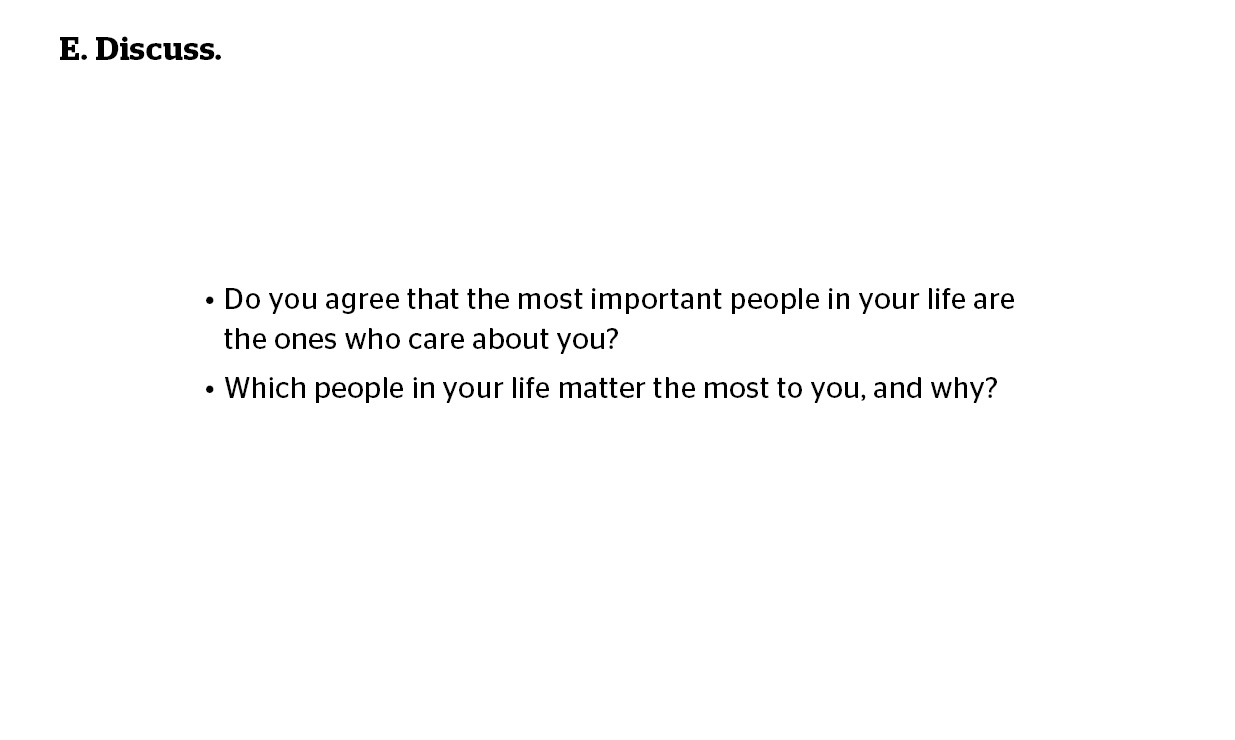 E. Discuss.
• Do you agree that the most important people in your life are
the ones who care about you?
• Which people in your life matter the most to you, and why?